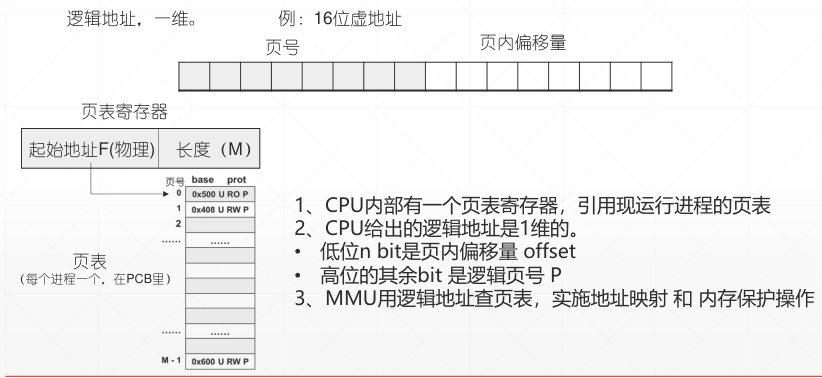 逻辑地址，一维。 例：16位虚地址
页号 页内偏移量
页表寄存器
起始地址F(物理) 长度（M）
页号 base prot
0 0x500 U RO P
1 0x408 U RW P
2
...... ......
页表
（每个进程一个，在PCB里）
...... ......
M - 1 0x600 U RW P
1、CPU内部有一个页表寄存器，引用现运行进程的页表
2、CPU给出的逻辑地址是1维的。
• 低位n bit是页内偏移量 offset
• 高位的其余bit 是逻辑页号 P
3、MMU用逻辑地址查页表，实施地址映射 和 内存保护操作